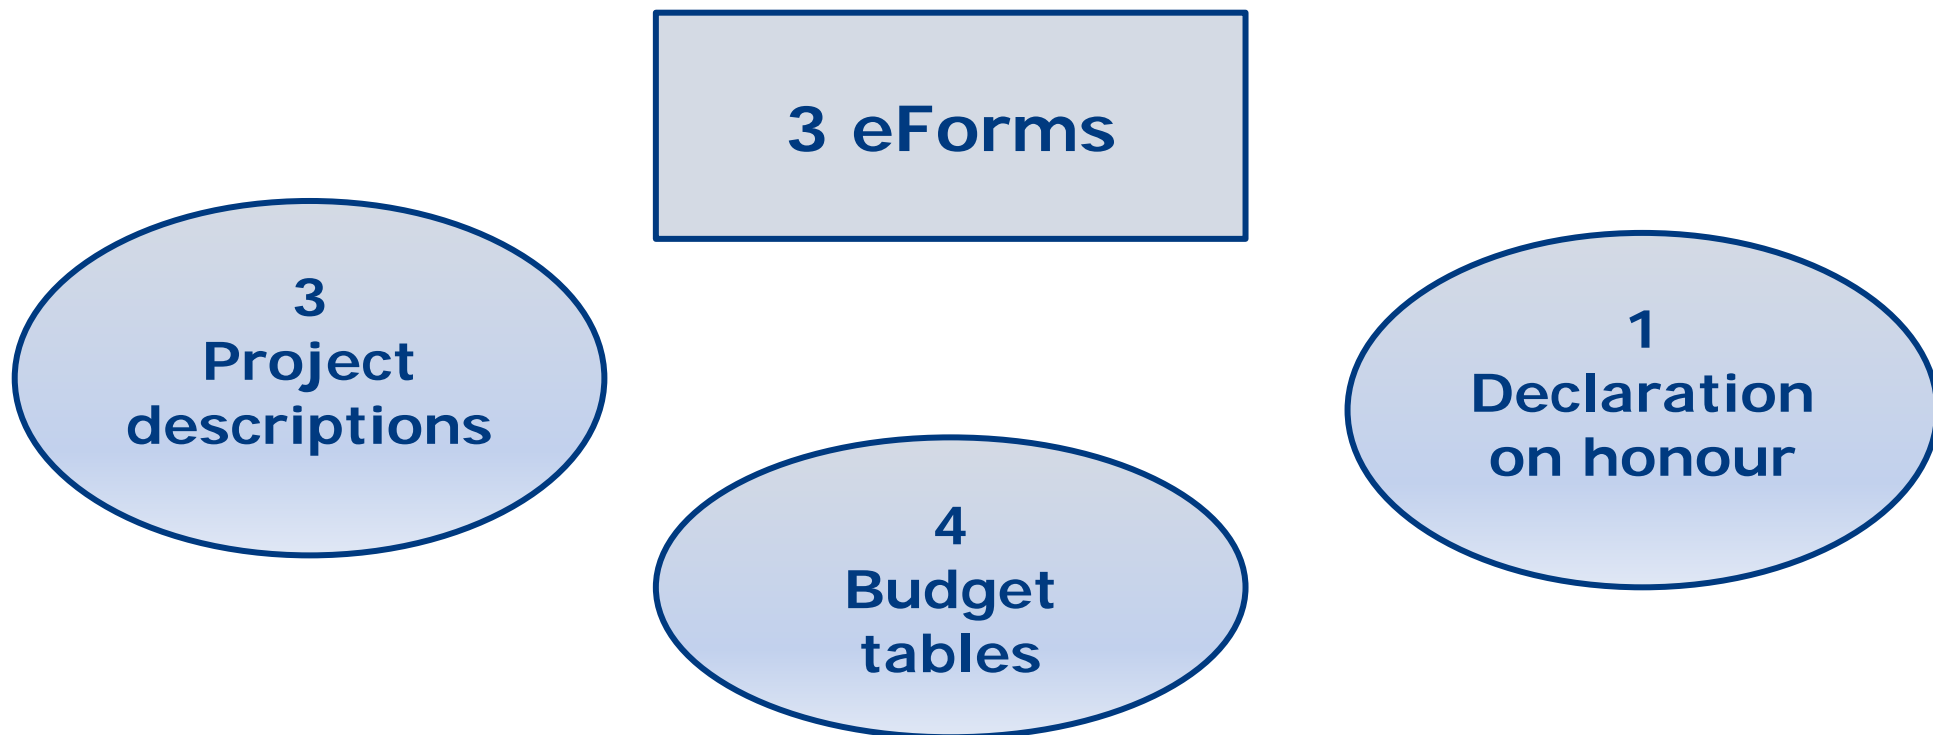 3 eForms
3
Project
descriptions
4
Budget
tables
1
Declaration
on honour